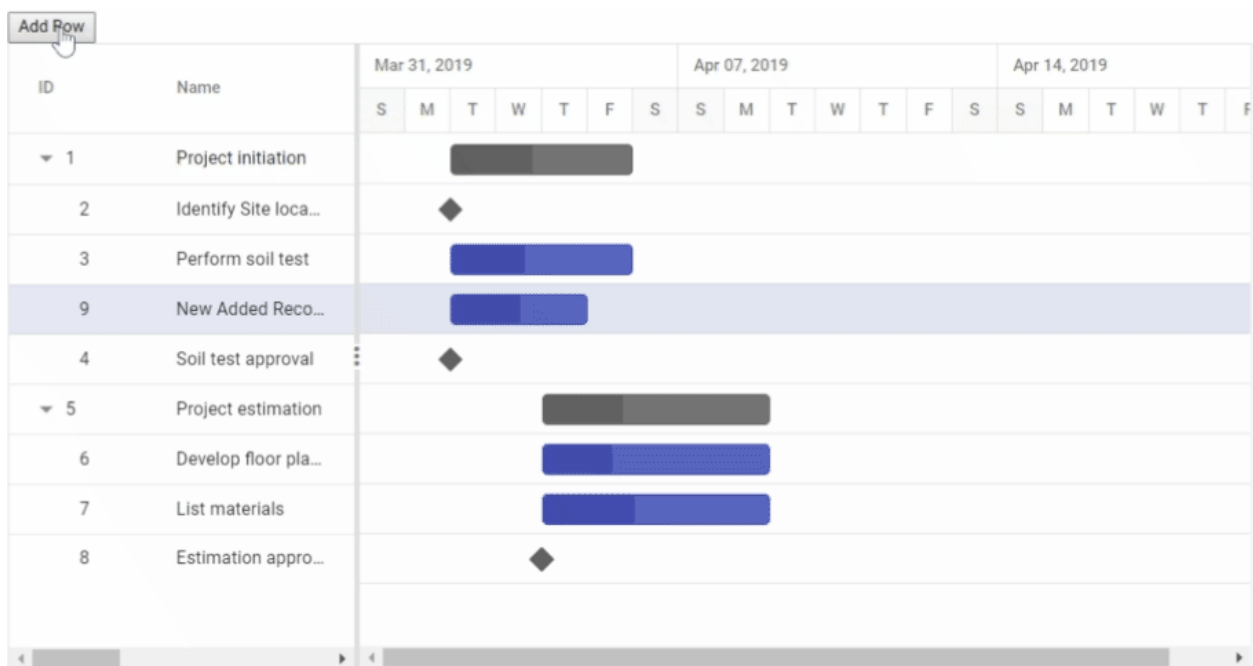 Add Row
ID Name
Mar 31, 2019 Apr 07, 2019 Apr 14, 2019
S M T W T F S S M T W T F S S M T W T F
1 Project initiation
2 Identify Site loca...
3 Perform soil test
9 New Added Reco...
4 Soil test approval
5 Project estimation
6 Develop floor pla...
7 List materials
8 Estimation appro...